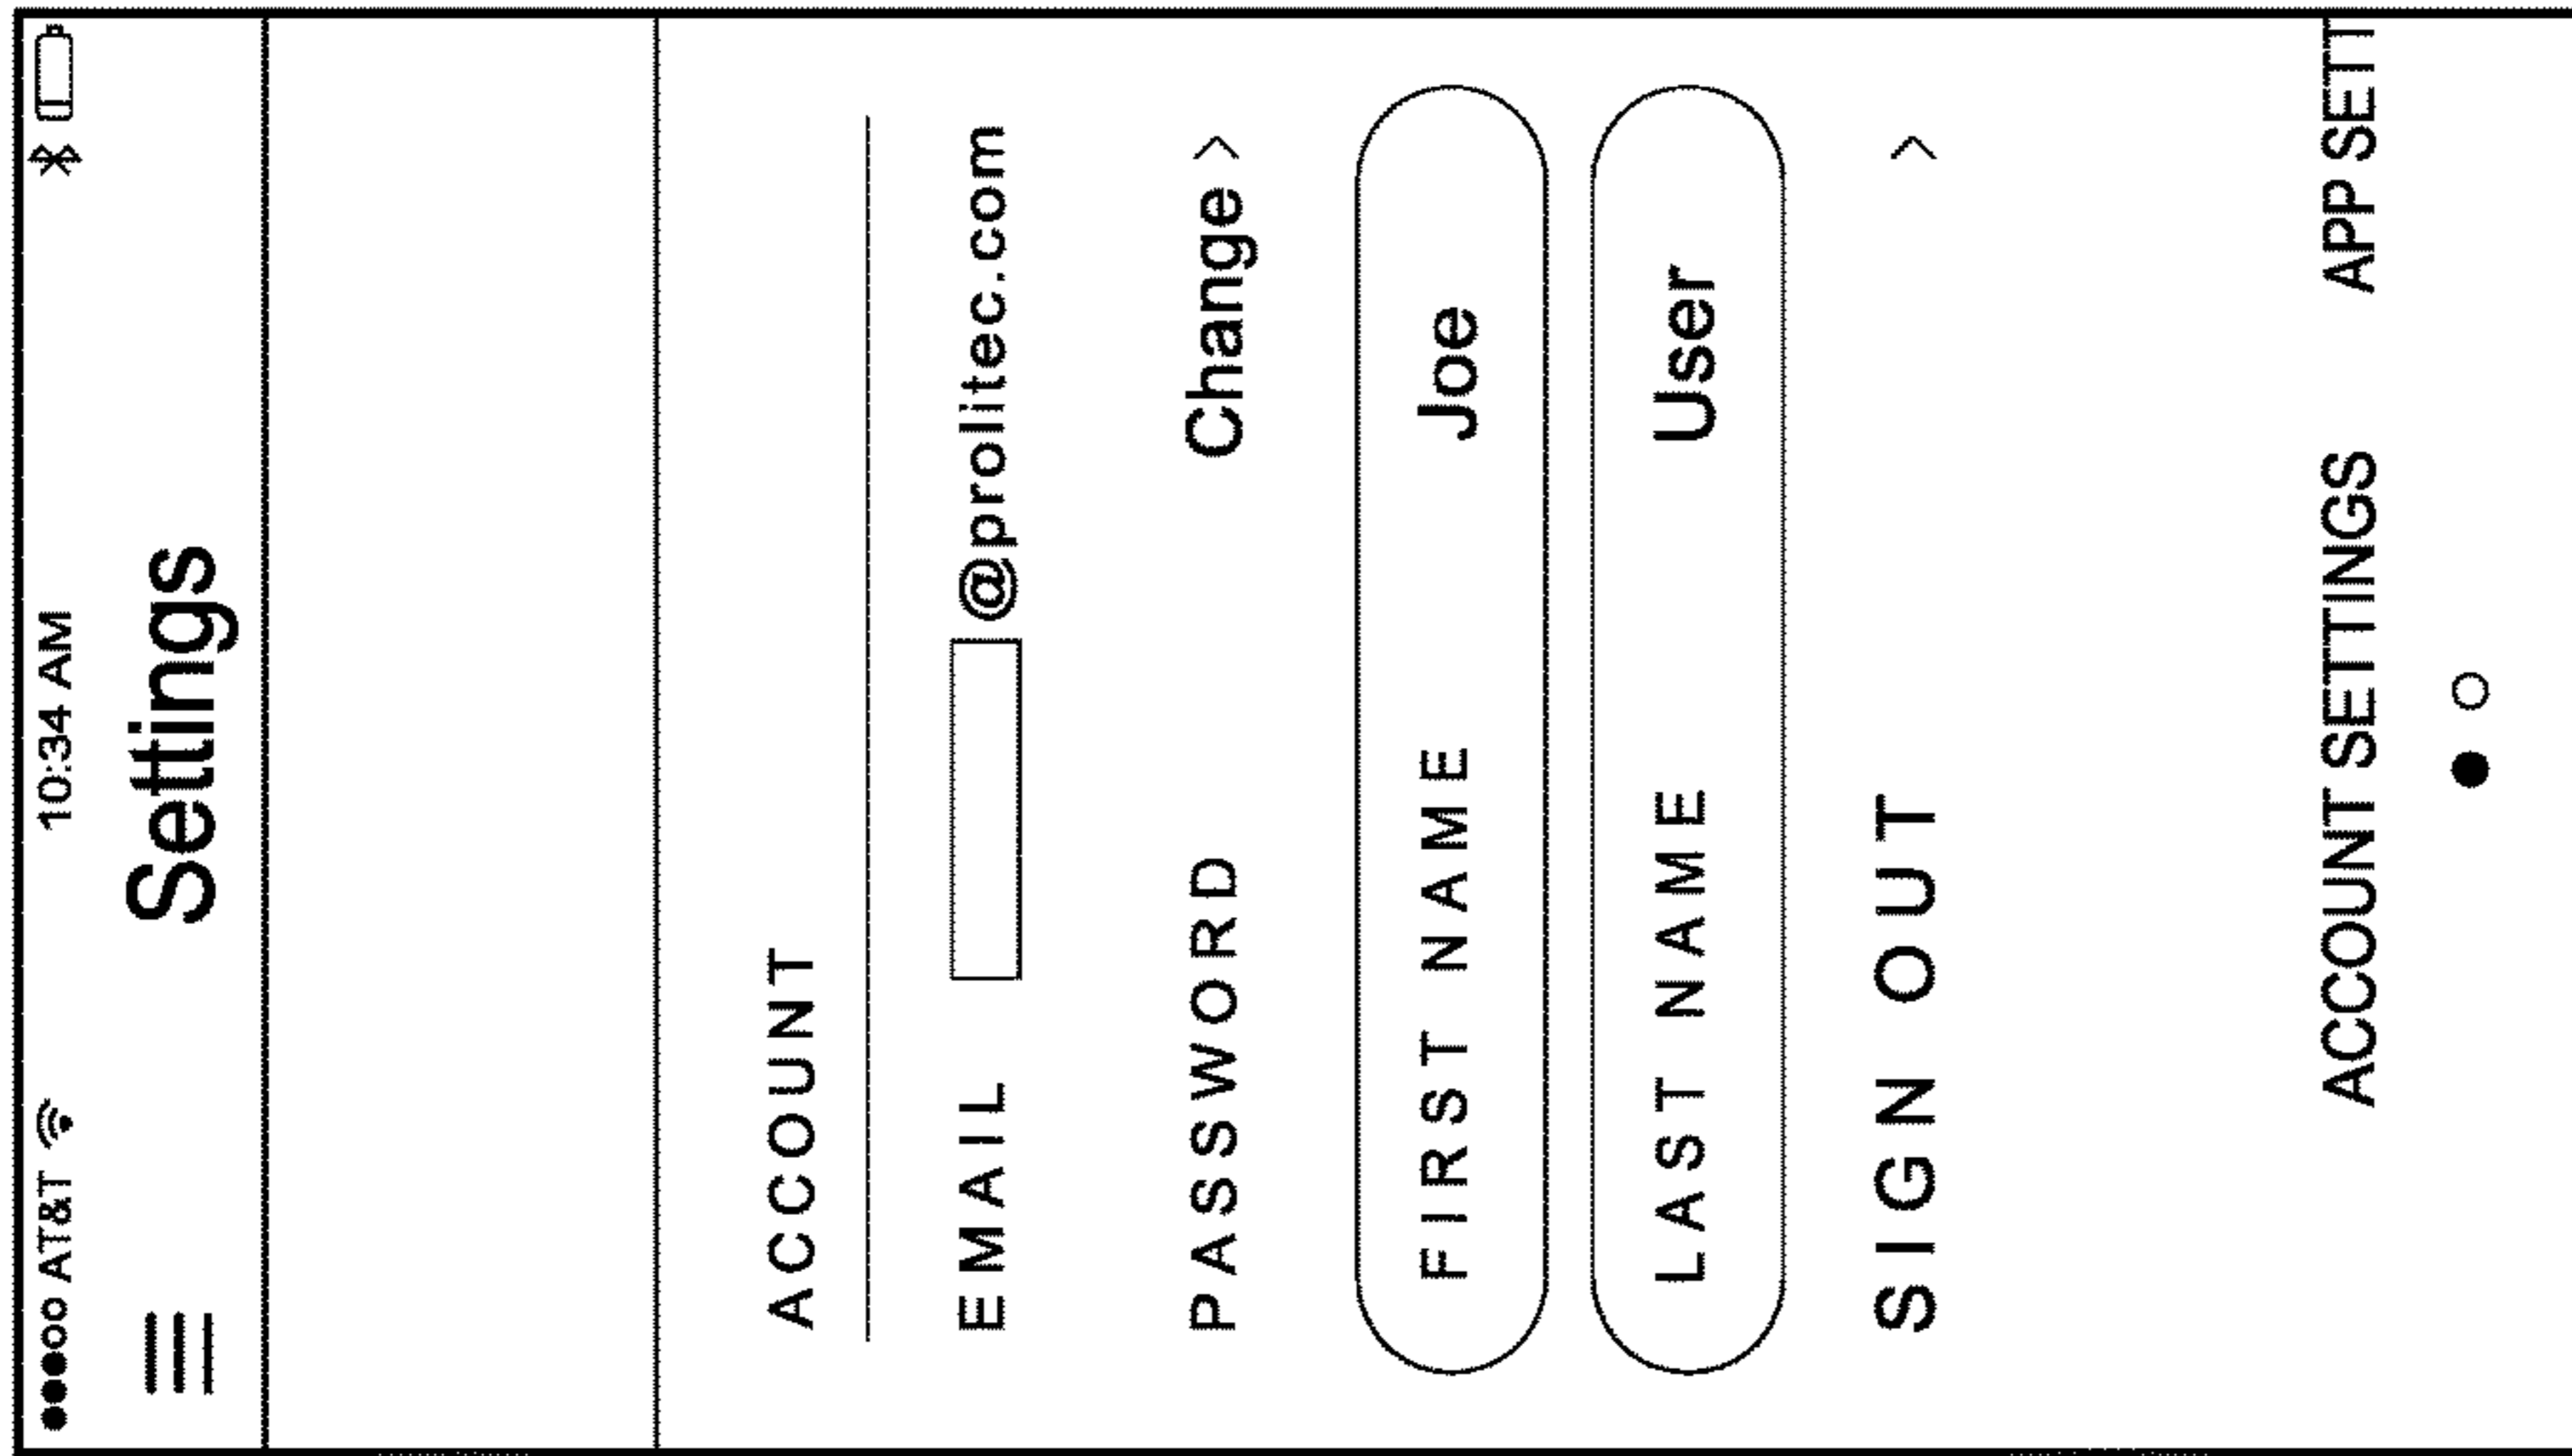 AT&T 10:34 AM
Settings
ACCOUNT
EMAIL @prolitec.com
PASSWORD Change >
FIRST NAME Joe
LAST NAME User
SIGN OUT >
ACCOUNT SETTINGS APP SETT